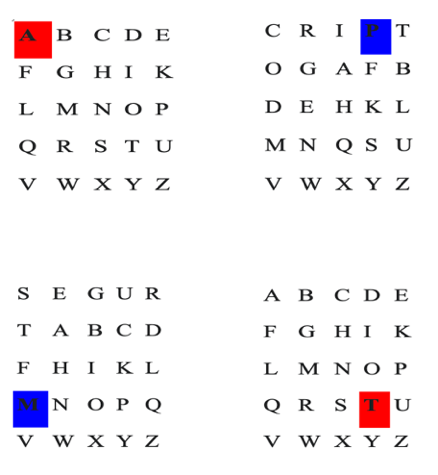 A B C D E
F G H I K
L M N O P
Q R S T U
V W X Y Z
C R I P T
O G A F B
D E H K L
M N Q S U
V W X Y Z
S E G U R
T A B C D
F H I K L
M N O P Q
V W X Y Z
A B C D E
F G H I K
L M N O P
Q R S T U
V W X Y Z